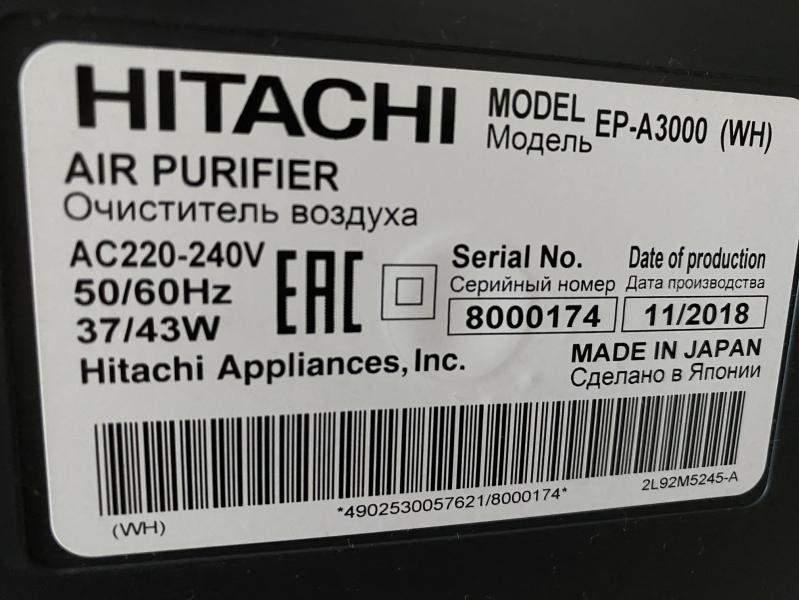 HITACHI
MODEL EP-A3000 (WH)
Модель
AIR PURIFIER
Очиститель воздуха
AC220-240V
50/60Hz
37/43W
EAC
Serial No.
Серийный номер
8000174
Date of production
Дата производства
11/2018
Hitachi Appliances, Inc.
MADE IN JAPAN
Сделано в Японии
*4902530057621/8000174*
2L92M5245-A
(WH)